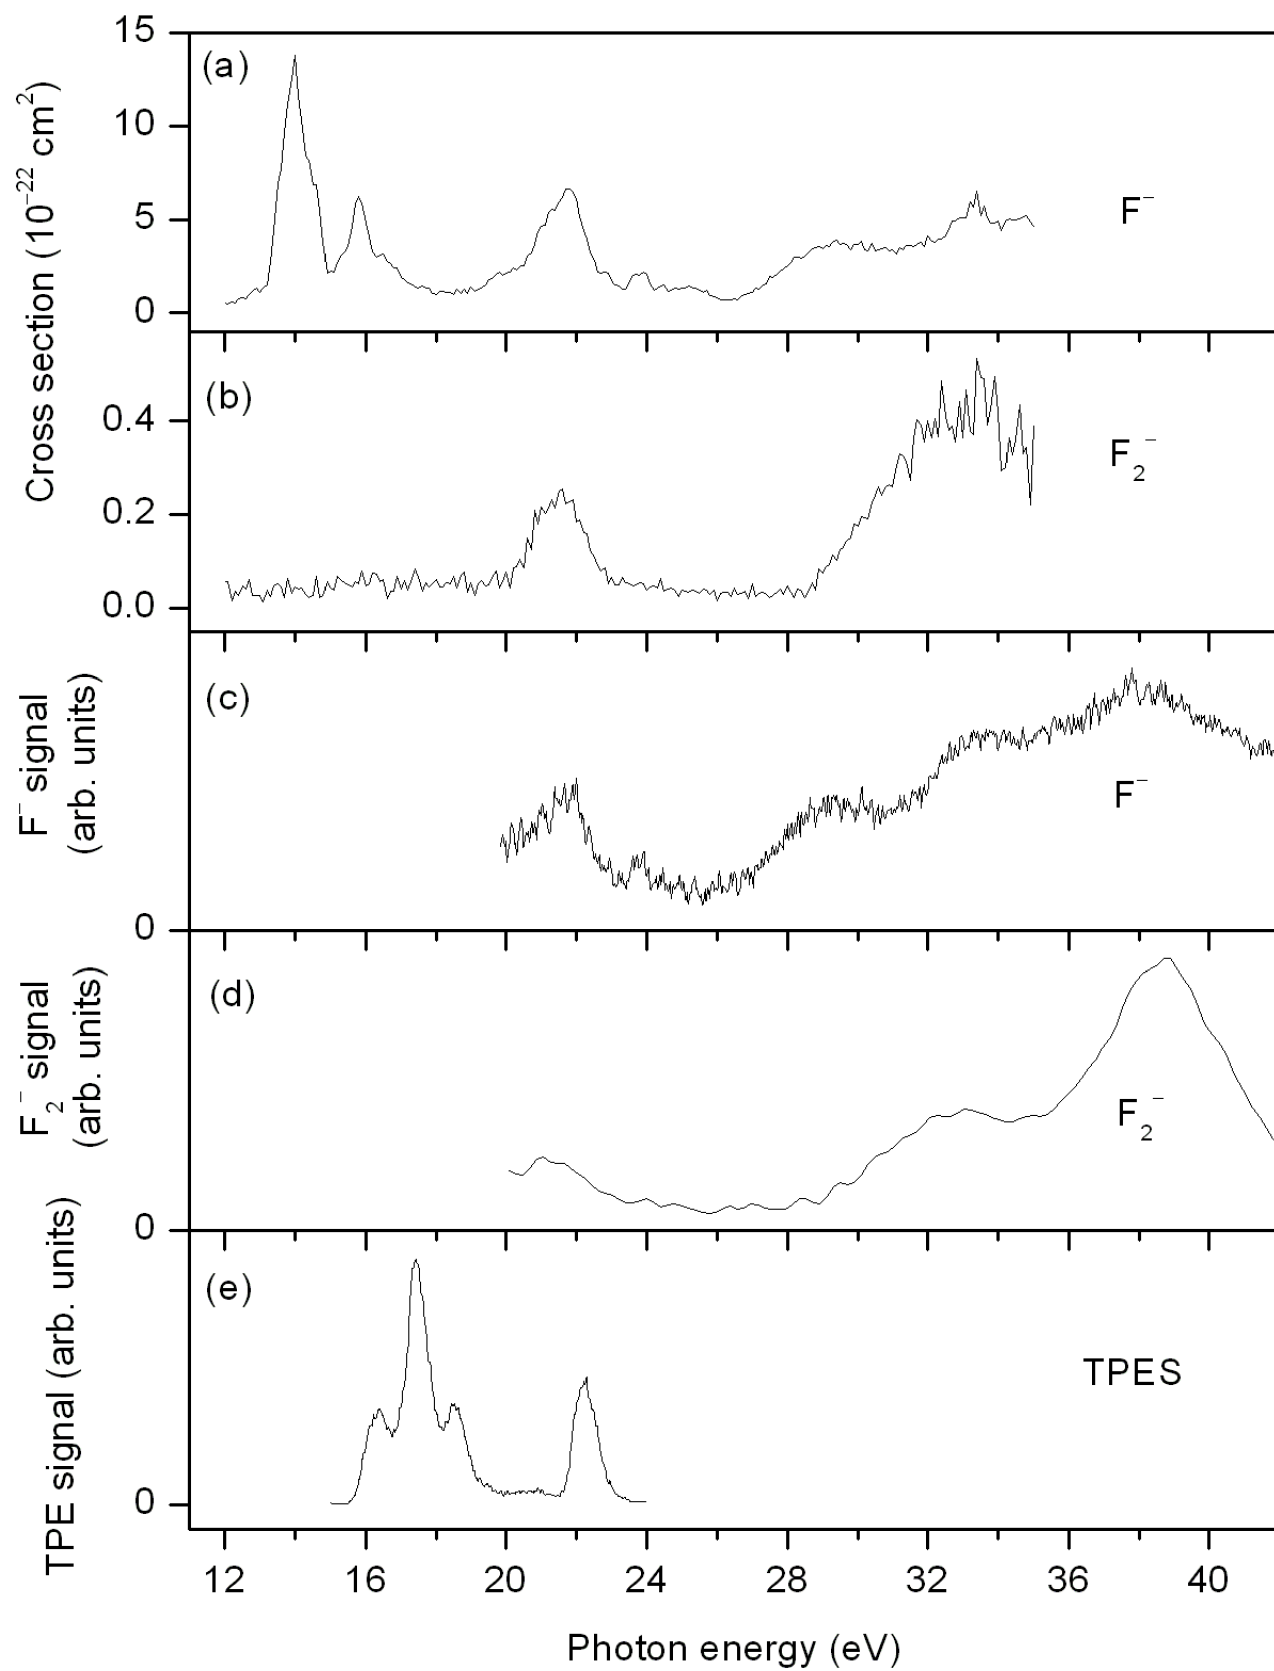 15
(a)
10
5
0
F⁻
Cross section (10⁻²² cm²)
(b)
0.4
0.2
0.0
F₂⁻
(c)
F⁻ signal
(arb. units)
F⁻
0
(d)
F₂⁻ signal
(arb. units)
F₂⁻
0
(e)
TPE signal (arb. units)
TPES
0
12 16 20 24 28 32 36 40
Photon energy (eV)